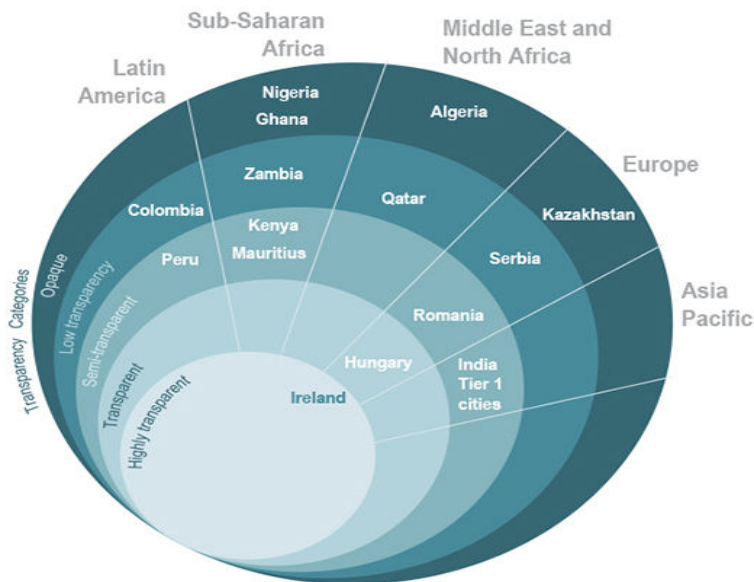 Sub-Saharan
Africa
Middle East and
North Africa
Latin
America
Europe
Asia
Pacific
Nigeria
Ghana
Algeria
Zambia
Qatar
Kazakhstan
Colombia
Kenya
Mauritius
Serbia
Peru
Romania
Hungary
India
Tier 1
cities
Ireland
Transparency Categories
Opaque
Low transparency
Semi-transparent
Transparent
Highly transparent